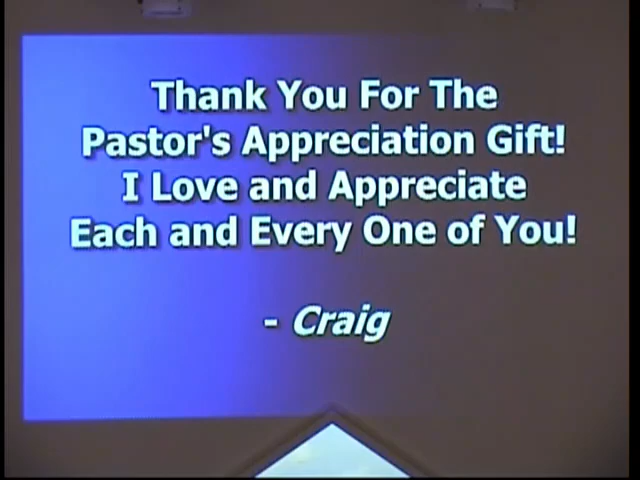 Thank You For The
Pastor's Appreciation Gift!
I Love and Appreciate
Each and Every One of You!
- Craig